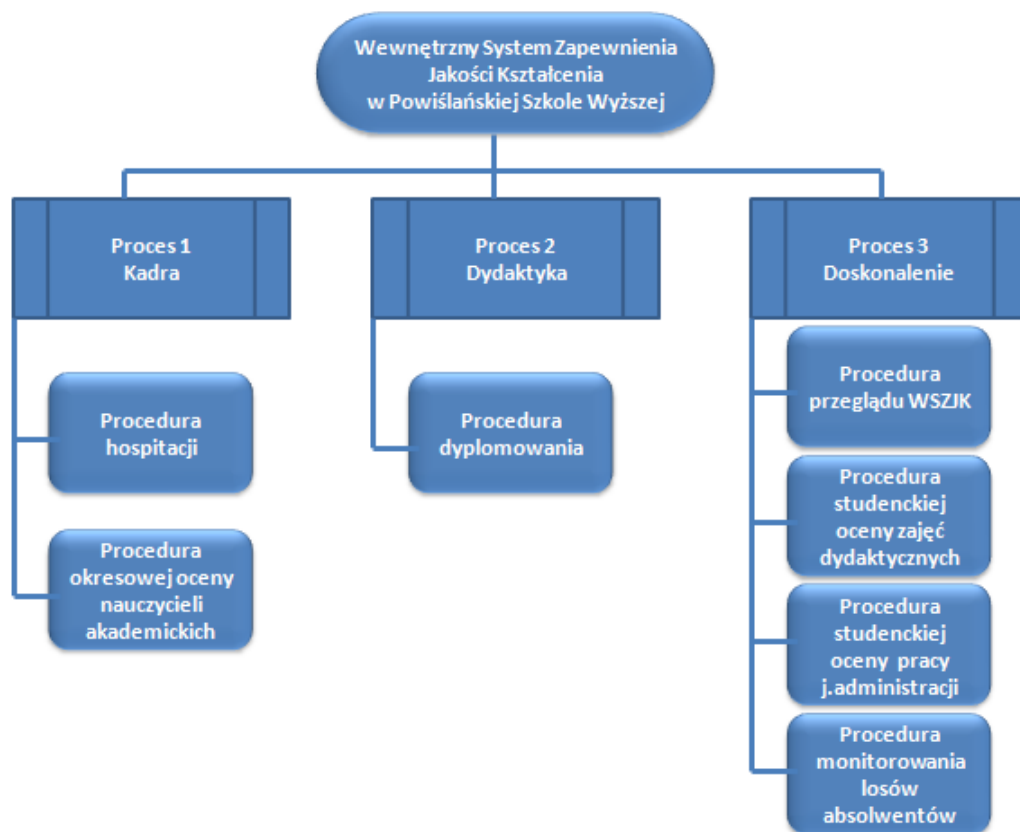 Wewnętrzny System Zapewnienia
Jakości Kształcenia
w Powiślańskiej Szkole Wyższej
Proces 1
Kadra
Proces 2
Dydaktyka
Proces 3
Doskonalenie
Procedura
hospitacji
Procedura
okresowej oceny
nauczycieli
akademickich
Procedura
dyplomowania
Procedura
przeglądu WSZJK
Procedura
studenckiej
oceny zajęć
dydaktycznych
Procedura
studenckiej
oceny pracy
j.administracji
Procedura
monitorowania
losów
absolwentów